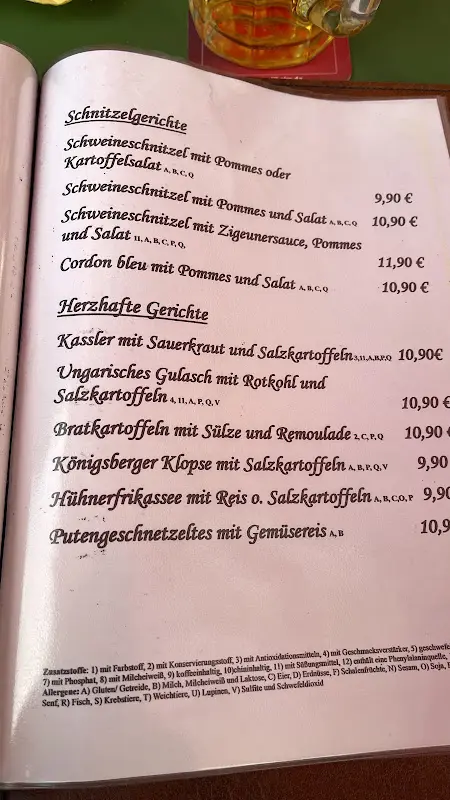 Schnitzelgerichte
Schweineschnitzel mit Pommes oder
Kartoffelsalat A, B, C, Q 9,90 €
Schweineschnitzel mit Pommes und Salat A, B, C, Q 10,90 €
Schweineschnitzel mit Zigeunersauce, Pommes
und Salat 11, A, B, C, P, Q, 11,90 €
Cordon bleu mit Pommes und Salat A, B, C, Q 10,90 €
Herzhafte Gerichte
Kassler mit Sauerkraut und Salzkartoffeln 3,11,A,B,P,Q 10,90€
Ungarisches Gulasch mit Rotkohl und
Salzkartoffeln 4, 11, A, P, Q, V 10,90 €
Bratkartoffeln mit Sülze und Remoulade 2, C, P, Q 10,90 €
Königsberger Klopse mit Salzkartoffeln A, B, P, Q, V 9,90
Hühnerfrikassee mit Reis o. Salzkartoffeln A, B, C, O, P 9,90
Putengeschnetzeltes mit Gemüsereis A, B 10,9
Zusatzstoffe: 1) mit Farbstoff, 2) mit Konservierungsstoff, 3) mit Antioxidationsmitteln, 4) mit Geschmacksverstärker, 5) geschwefe
7) mit Phosphat, 8) mit Milcheiweiß, 9) koffeinhaltig, 10)chininhaltig, 11) mit Süßungsmittel, 12) enthält eine Phenylalaninquelle,
Allergene: A) Gluten/ Getreide, B) Milch, Milcheiweiß und Laktose, C) Eier, D) Erdnüsse, F) Schalenfrüchte, N) Sesam, O) Soja,
Senf, R) Fisch, S) Krebstiere, T) Weichtiere, U) Lupinen, V) Sulfite und Schwefeldioxid